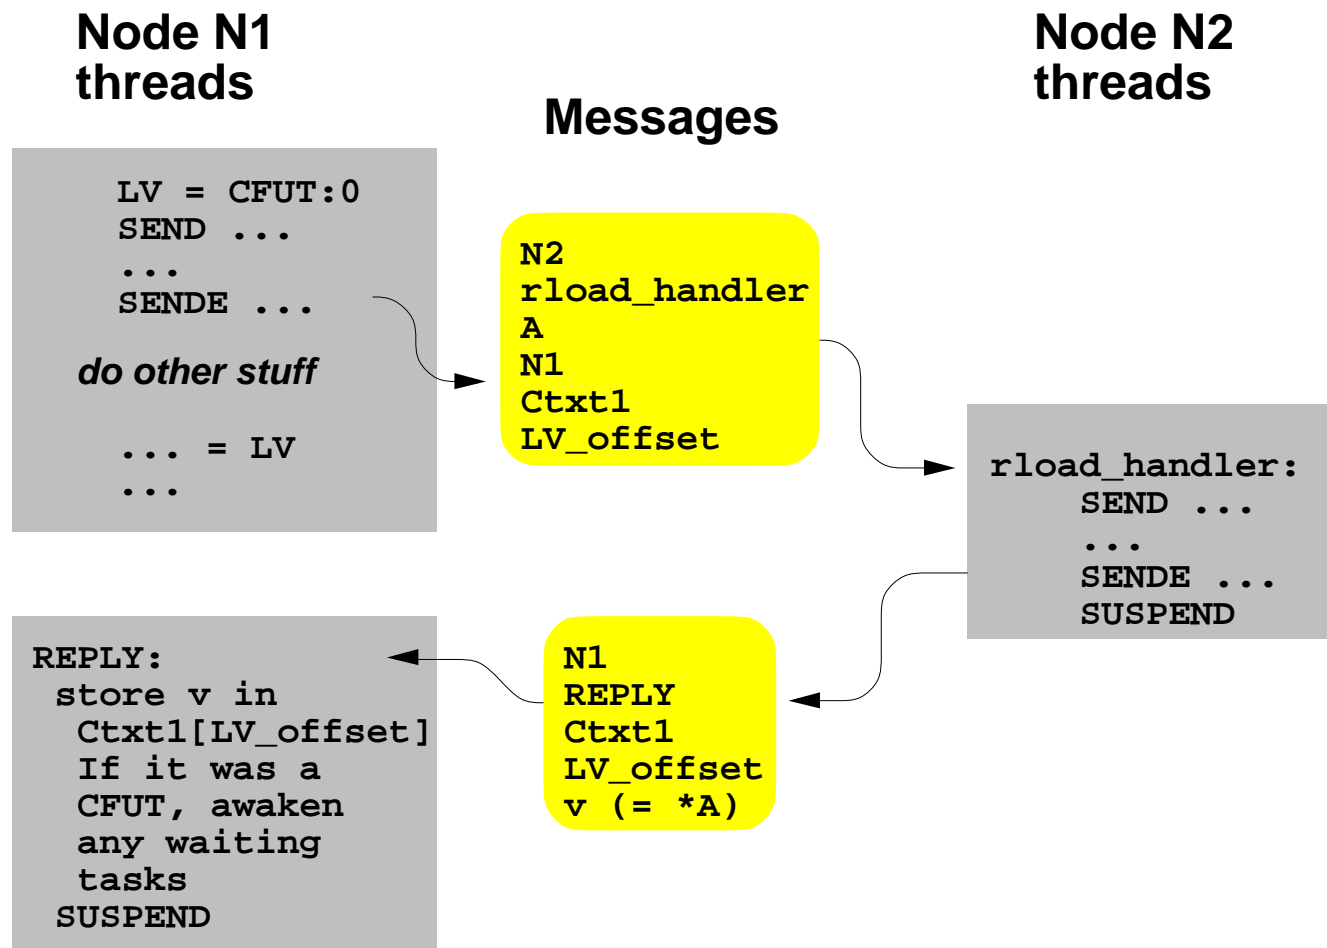 Node N1
threads
Messages
Node N2
threads
LV = CFUT:0
SEND ...
...
SENDE ...
do other stuff
... = LV
...
N2
rload_handler
A
N1
Ctxt1
LV_offset
rload_handler:
SEND ...
...
SENDE ...
SUSPEND
N1
REPLY
Ctxt1
LV_offset
v (= *A)
REPLY:
store v in
Ctxt1[LV_offset]
If it was a
CFUT, awaken
any waiting
tasks
SUSPEND